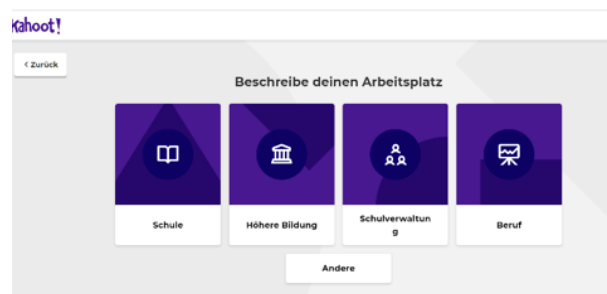 Kahoot!
< Zurück
Beschreibe deinen Arbeitsplatz
Schule
Höhere Bildung
Schulverwaltun
g
Beruf
Andere